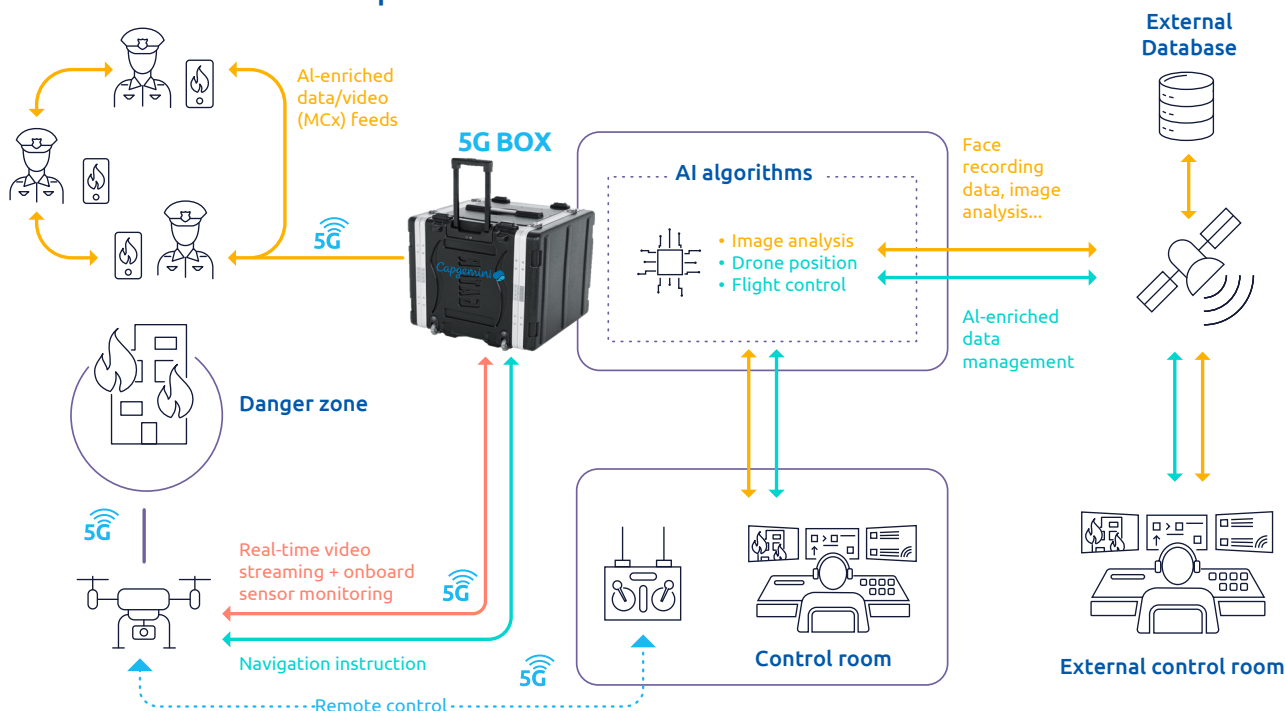 External
Database
AI-enriched
data/video
(MCx) feeds
5G BOX
AI algorithms
Face
recording
data, image
analysis...
5G
Capgemini
• Image analysis
• Drone position
• Flight control
AI-enriched
data
management
Danger zone
5G
Real-time video
streaming + onboard
sensor monitoring
5G
Navigation instruction
5G
Remote control
Control room
External control room